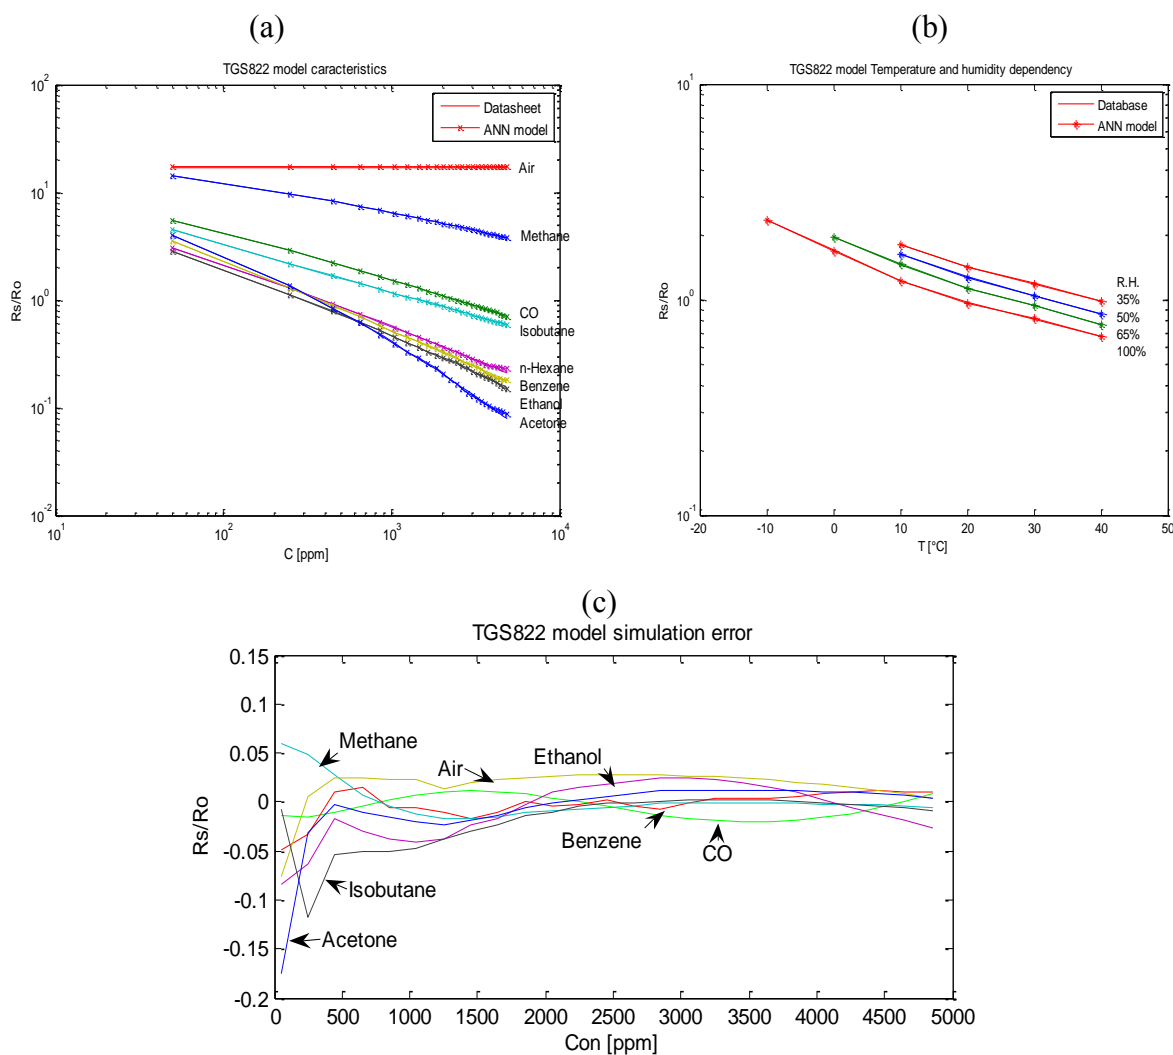 (a)
TGS822 model caracteristics
10^2
10^1
10^0
10^-1
10^-2
Rs/Ro
Datasheet
ANN model
Air
Methane
CO
Isobutane
n-Hexane
Benzene
Ethanol
Acetone
10^1 10^2 10^3 10^4
C [ppm]
(b)
TGS822 model Temperature and humidity dependency
10^1
10^0
10^-1
Rs/Ro
Database
ANN model
R.H.
35%
50%
65%
100%
-20 -10 0 10 20 30 40 50
T [°C]
(c)
TGS822 model simulation error
0.15
0.1
0.05
0
-0.05
-0.1
-0.15
-0.2
Rs/Ro
Methane
Air
Ethanol
Benzene
CO
Isobutane
Acetone
0 500 1000 1500 2000 2500 3000 3500 4000 4500 5000
Con [ppm]